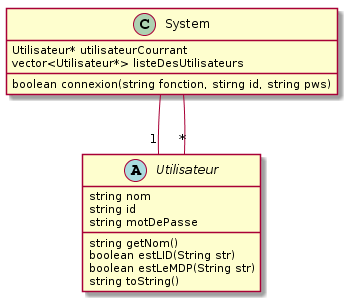 C System
Utilisateur* utilisateurCourrant
vector<Utilisateur*> listeDesUtilisateurs
boolean connexion(string fonction, stirng id, string pws)
1 *
A Utilisateur
string nom
string id
string motDePasse
string getNom()
boolean estLID(String str)
boolean estLeMDP(String str)
string toString()